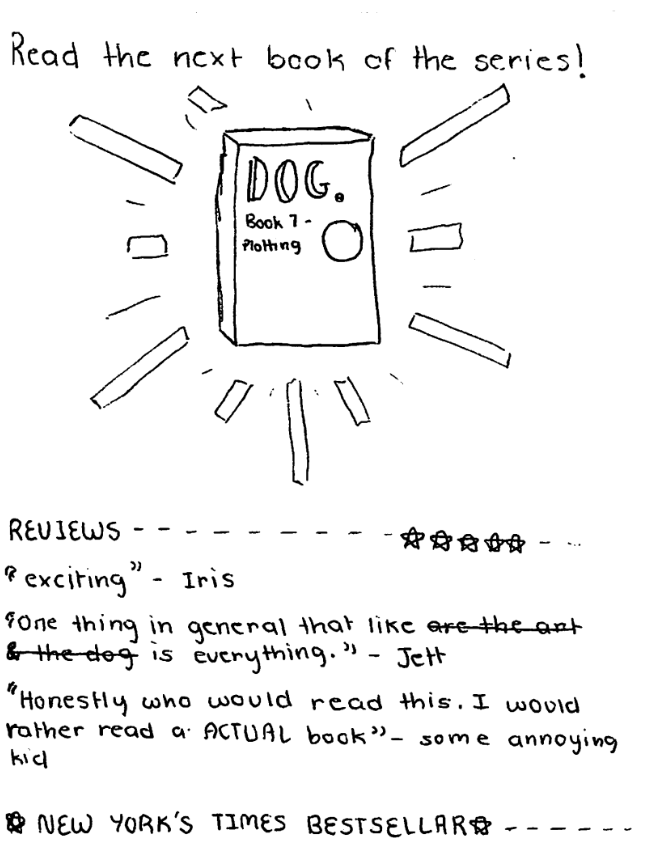 Read the next book of the series!
DOG.
Book 7 -
Plotting
REVIEWS - - - - - - - - - ☆☆☆☆☆ - ...
"exciting" - Iris
"One thing in general that like are the art
& the dog is everything." - Jett
"Honestly who would read this. I would
rather read a ACTUAL book" - some annoying
kid
☆ NEW YORK'S TIMES BESTSELLAR☆ - - - - - -